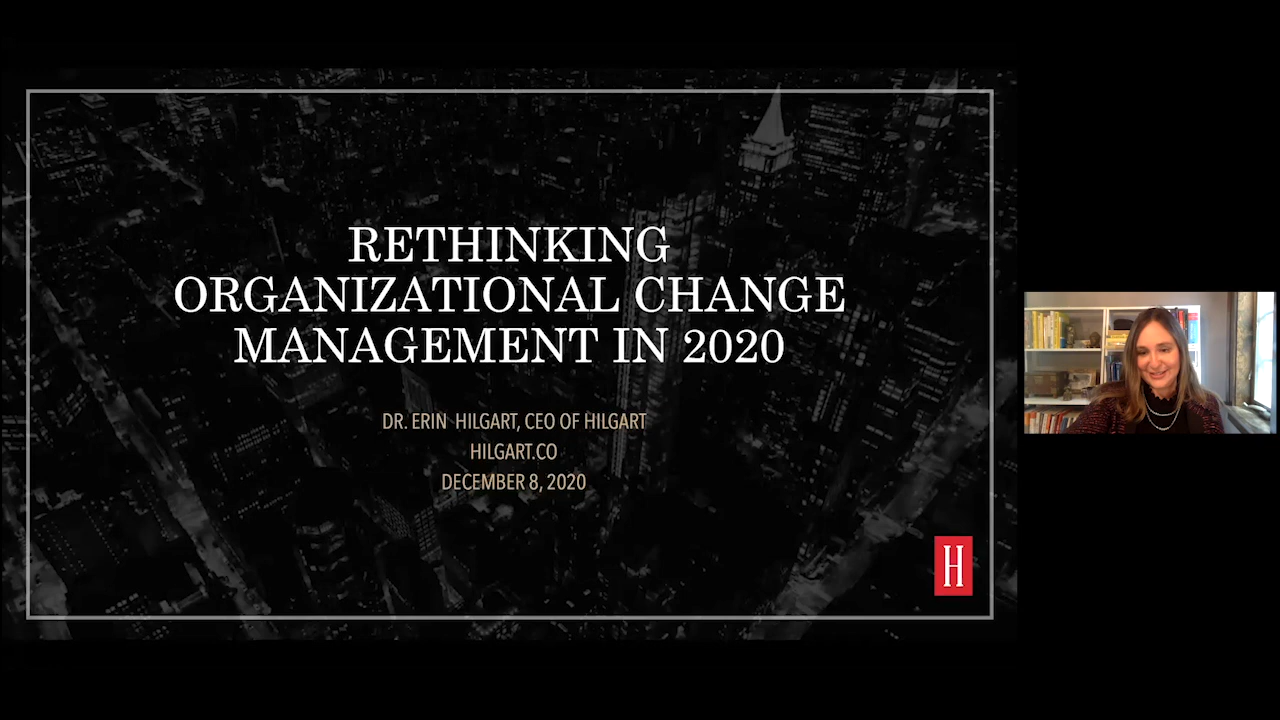 RETHINKING
ORGANIZATIONAL CHANGE
MANAGEMENT IN 2020
DR. ERIN HILGART, CEO OF HILGART
HILGART.CO
DECEMBER 8, 2020
H